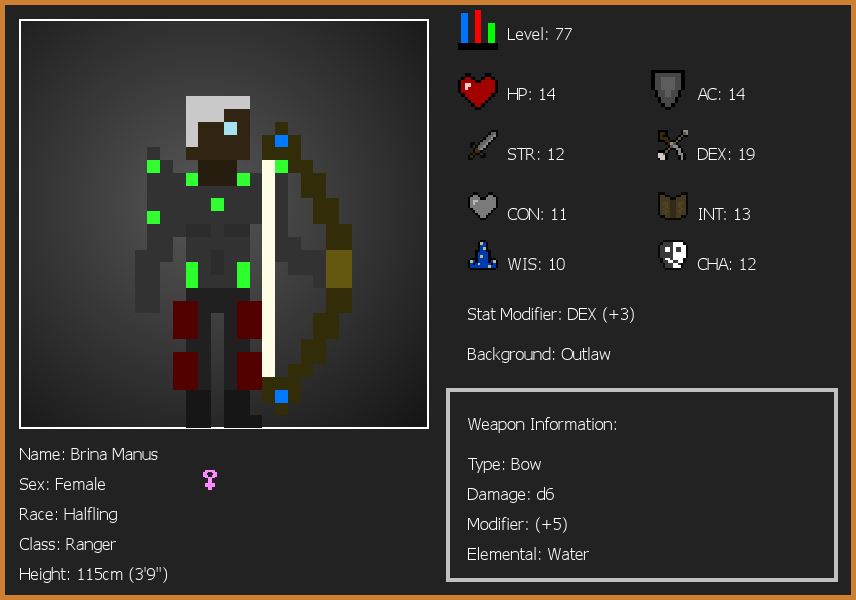 Level: 77
HP: 14
AC: 14
STR: 12
DEX: 19
CON: 11
INT: 13
WIS: 10
CHA: 12
Stat Modifier: DEX (+3)
Background: Outlaw
Weapon Information:
Type: Bow
Damage: d6
Modifier: (+5)
Elemental: Water
Name: Brina Manus
Sex: Female
Race: Halfling
Class: Ranger
Height: 115cm (3'9")